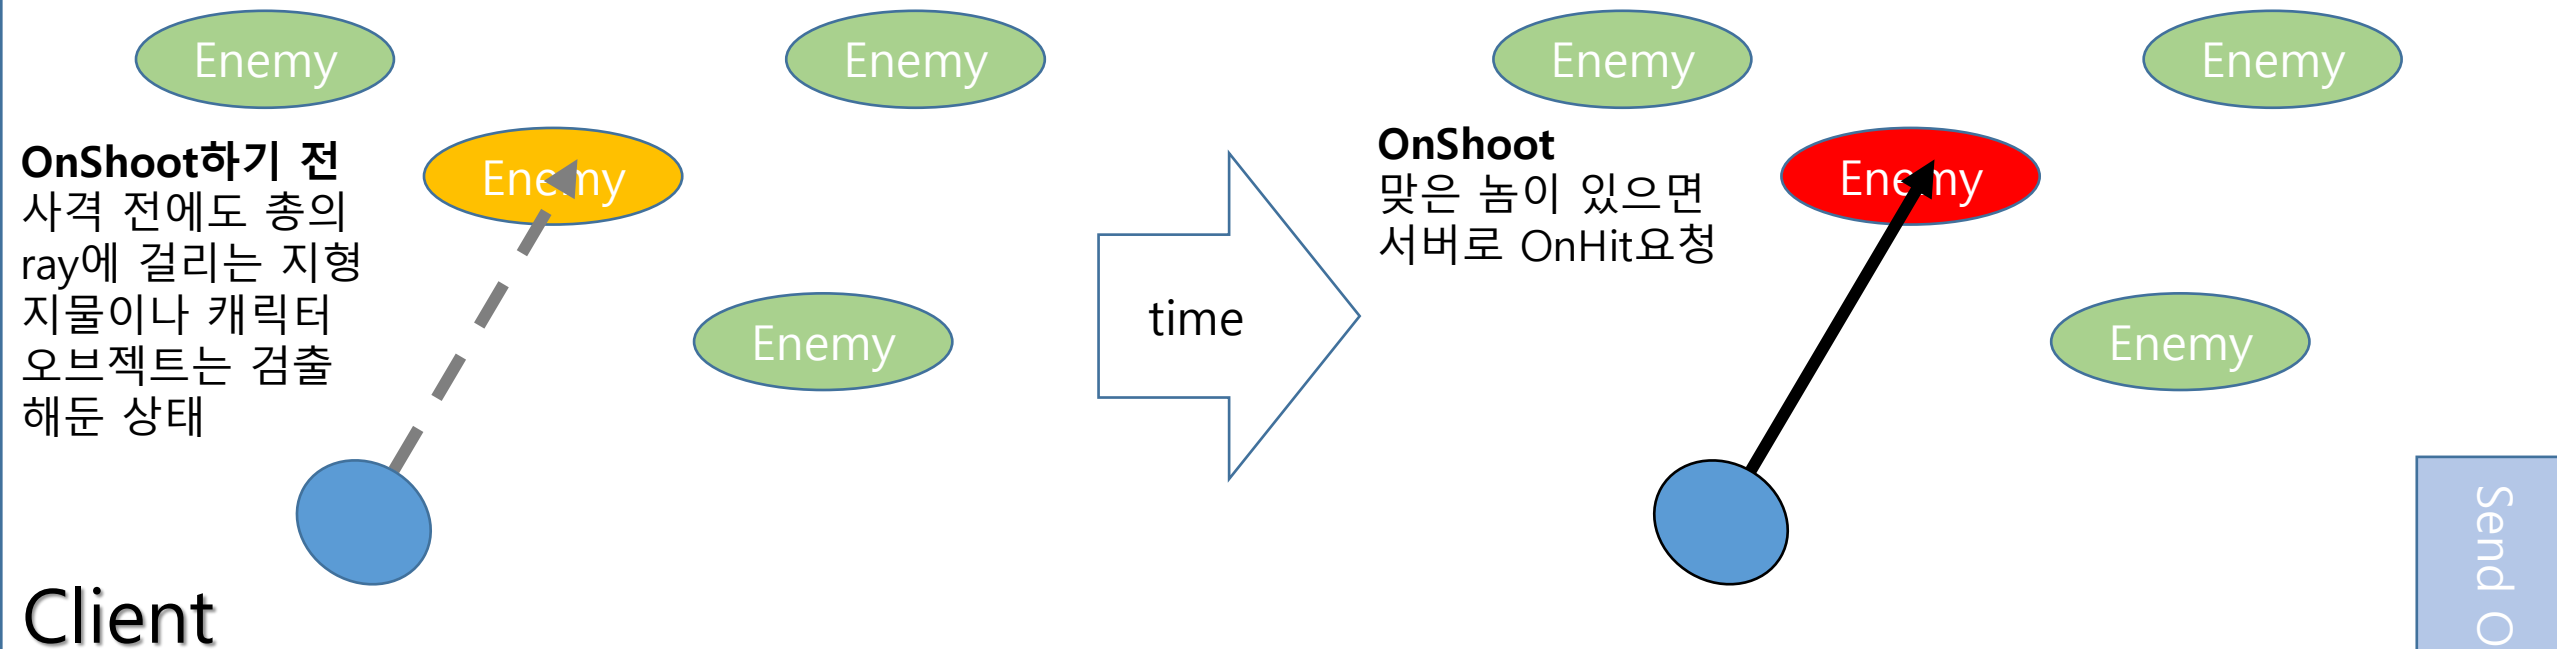 Enemy
Enemy
OnShoot하기 전
사격 전에도 총의
ray에 걸리는 지형
지물이나 캐릭터
오브젝트는 검출
해둔 상태
Enemy
Enemy
Client
time
Enemy
Enemy
OnShoot
맞은 놈이 있으면
서버로 OnHit요청
Enemy
Enemy
Send O